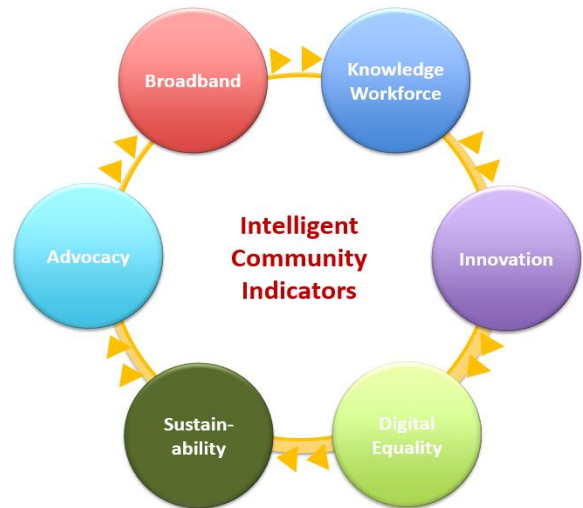 Broadband
Knowledge
Workforce
Innovation
Digital
Equality
Sustain-
ability
Advocacy
Intelligent
Community
Indicators